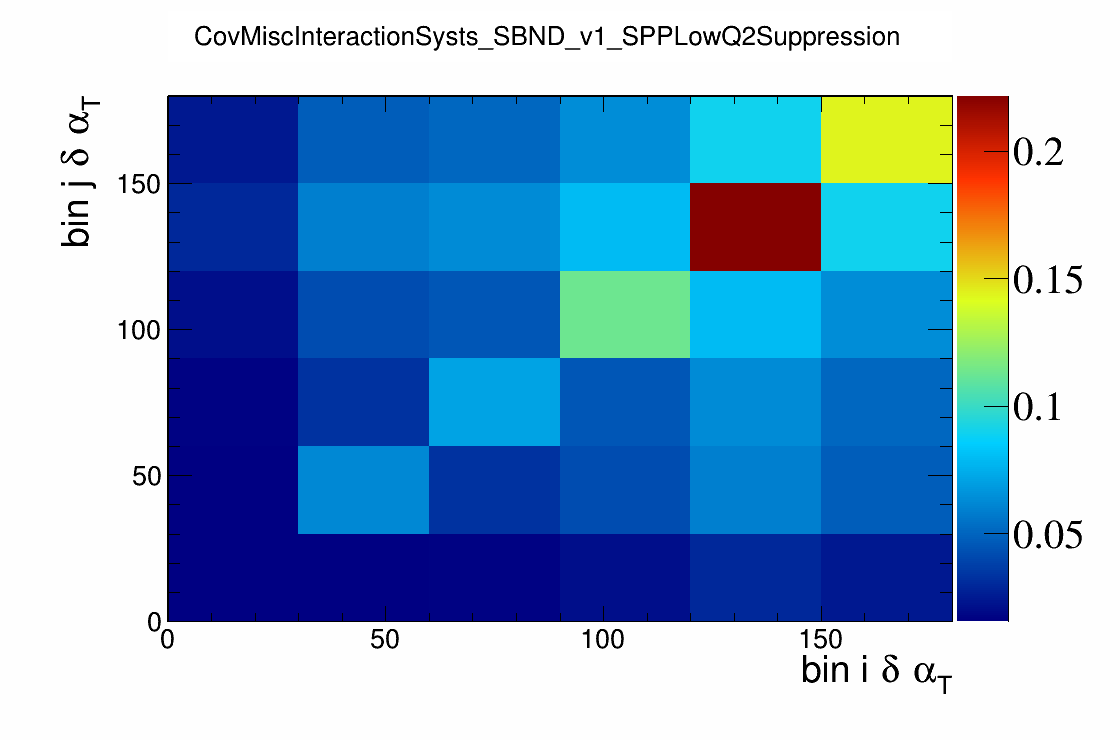 CovMiscInteractionSysts_SBND_v1_SPPLowQ2Suppression
bin j δ α_T
150
100
50
0
0 50 100 150
bin i δ α_T
0.2
0.15
0.1
0.05